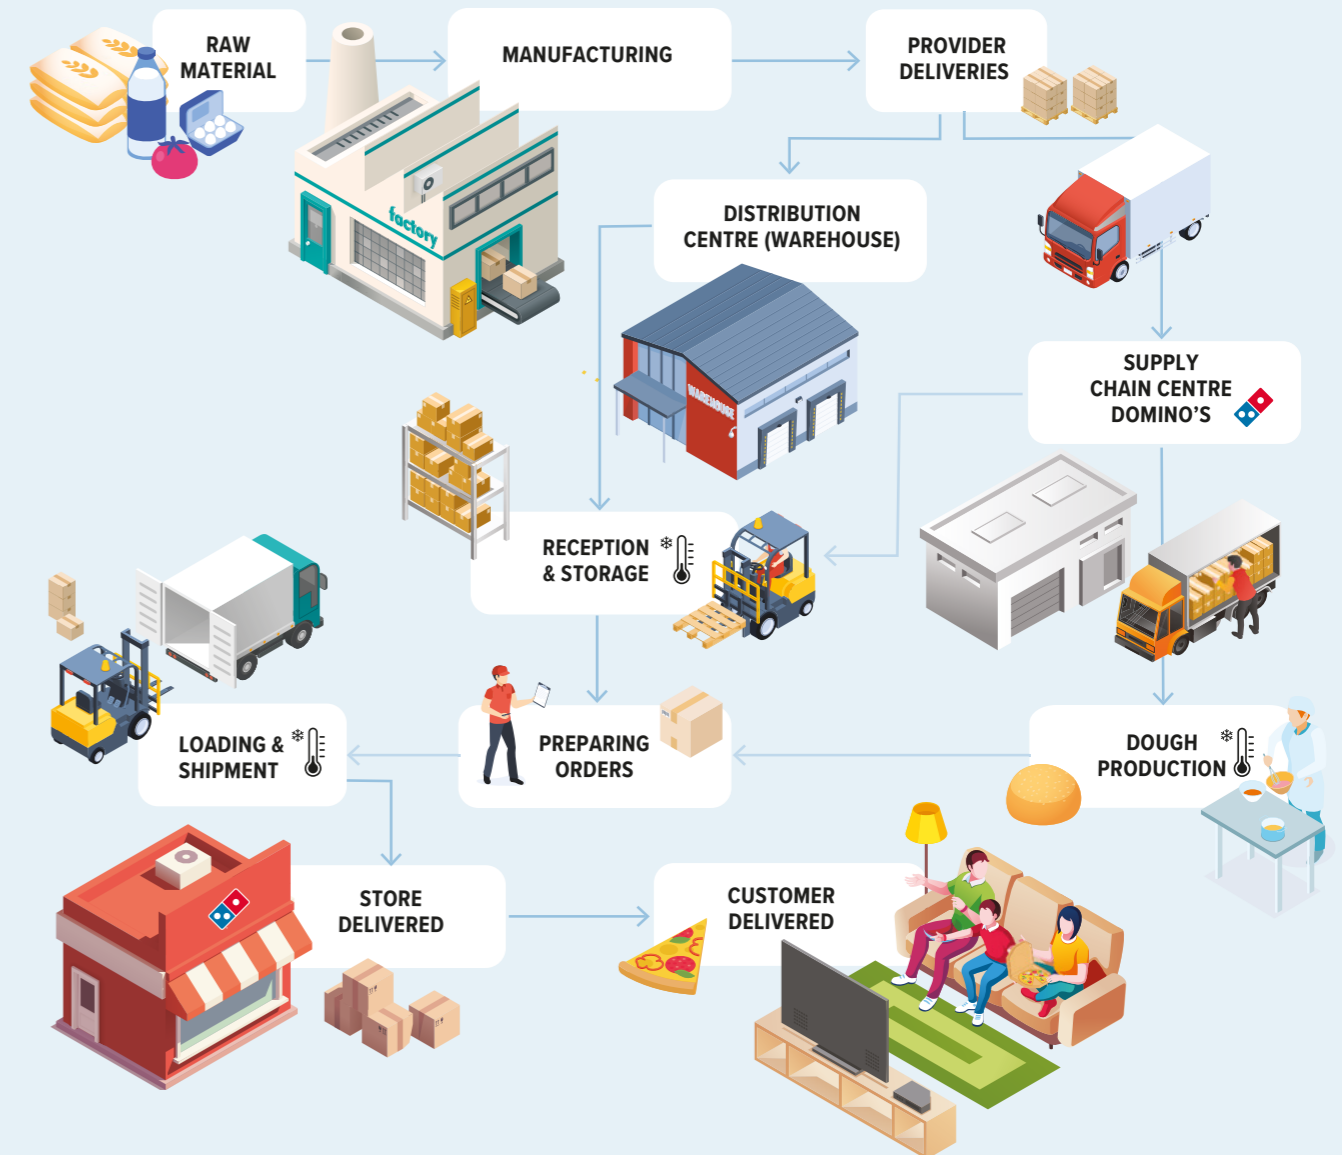 RAW
MATERIAL
MANUFACTURING
PROVIDER
DELIVERIES
factory
DISTRIBUTION
CENTRE (WAREHOUSE)
WAREHOUSE
SUPPLY
CHAIN CENTRE
DOMINO'S
RECEPTION
& STORAGE
LOADING &
SHIPMENT
PREPARING
ORDERS
DOUGH
PRODUCTION
STORE
DELIVERED
CUSTOMER
DELIVERED